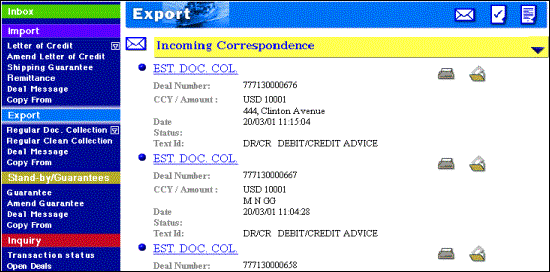 Inbox
Import
Letter of Credit
Amend Letter of Credit
Shipping Guarantee
Remittance
Deal Message
Copy From
Export
Regular Doc. Collection
Regular Clean Collection
Deal Message
Copy From
Stand-by/Guarantees
Guarantee
Amend Guarantee
Deal Message
Copy From
Inquiry
Transaction status
Open Deals
Export
Incoming Correspondence
EST. DOC. COL.
Deal Number: 777130000676
CCY / Amount : USD 10001
444, Clinton Avenue
Date 20/03/01 11:15:04
Status:
Text Id: DR/CR DEBIT/CREDIT ADVICE
EST. DOC. COL.
Deal Number: 777130000667
CCY / Amount : USD 10001
M N GG
Date 20/03/01 11:04:28
Status:
Text Id: DR/CR DEBIT/CREDIT ADVICE
EST. DOC. COL.
Deal Number: 777130000658